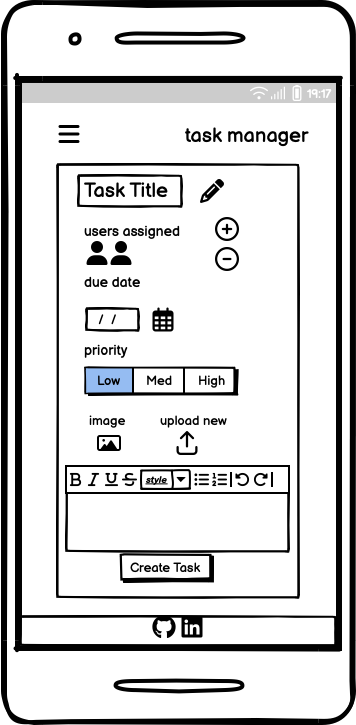 19:17
task manager
Task Title
users assigned
due date
/ /
priority
Low Med High
image upload new
B I U S style
Create Task
in